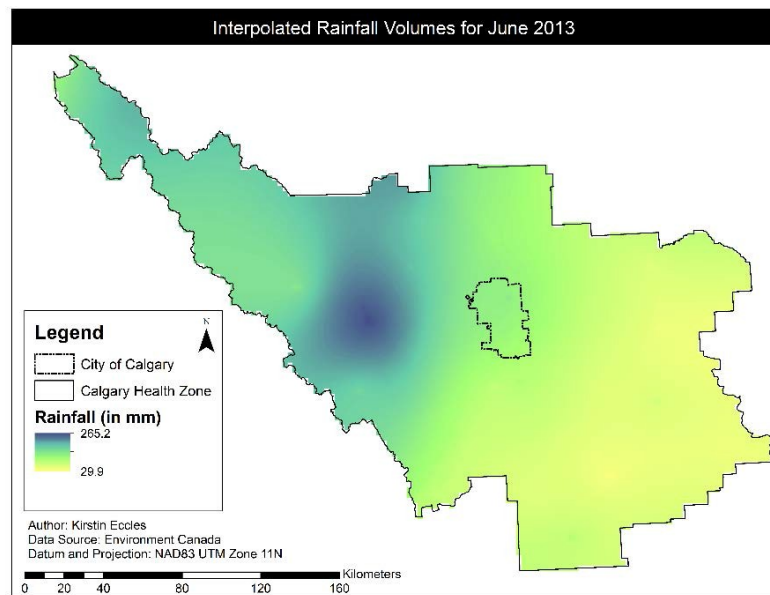 Interpolated Rainfall Volumes for June 2013
Legend
N
City of Calgary
Calgary Health Zone
Rainfall (in mm)
265.2
29.9
Author: Kirstin Eccles
Data Source: Environment Canada
Datum and Projection: NAD83 UTM Zone 11N
Kilometers
0 20 40 80 120 160